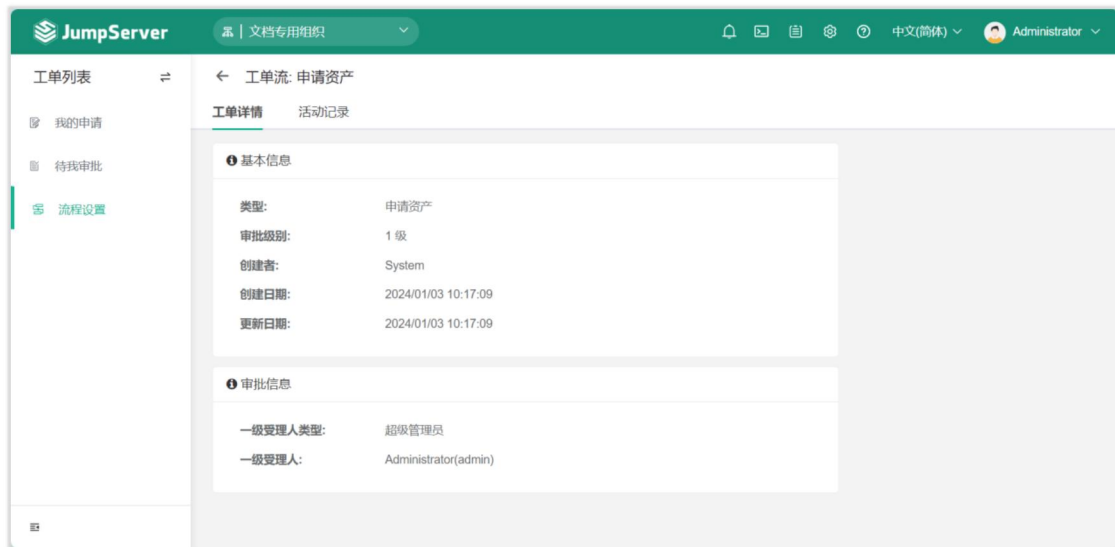 JumpServer
文档专用组织
中文(简体)
Administrator
工单列表
工单流: 申请资产
工单详情 活动记录
我的申请
待我审批
流程设置
基本信息
类型: 申请资产
审批级别: 1 级
创建者: System
创建日期: 2024/01/03 10:17:09
更新日期: 2024/01/03 10:17:09
审批信息
一级受理人类型: 超级管理员
一级受理人: Administrator(admin)